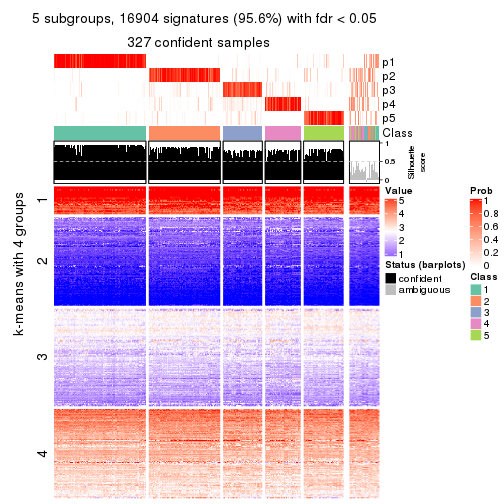 5 subgroups, 16904 signatures (95.6%) with fdr < 0.05
327 confident samples
p1
p2
p3
p4
p5
Class
1
0.5
0
Silhouette
score
k-means with 4 groups
1
2
3
4
Value
5
4
3
2
1
Status (barplots)
confident
ambiguous
Prob
1
0.8
0.6
0.4
0.2
0
Class
1
2
3
4
5